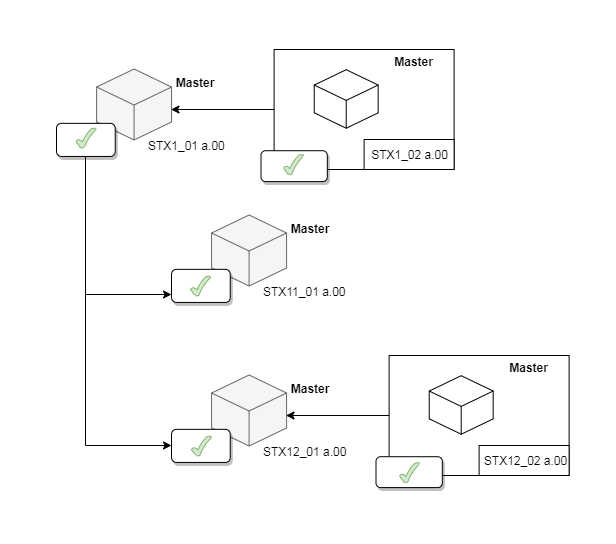 Master
Master
STX1_01 a.00
STX1_02 a.00
Master
STX11_01 a.00
Master
Master
STX12_01 a.00
STX12_02 a.00